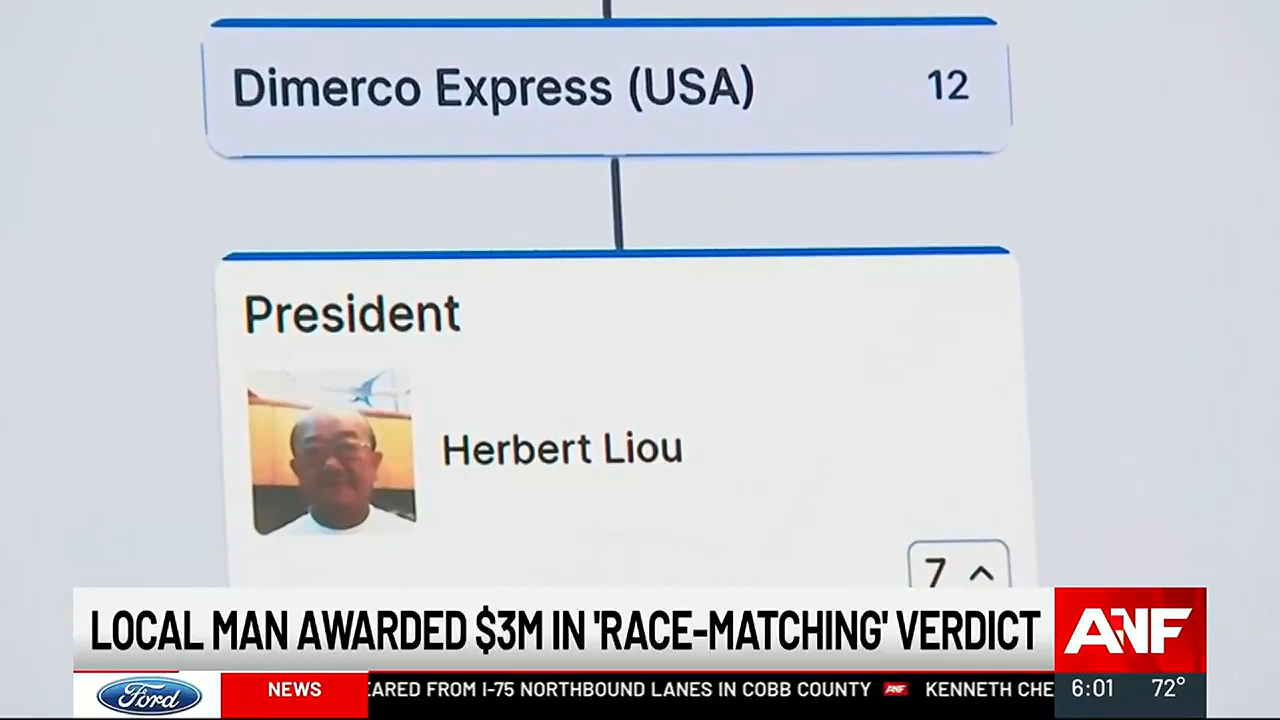 Dimerco Express (USA) 12
President
Herbert Liou
7
LOCAL MAN AWARDED $3M IN 'RACE-MATCHING' VERDICT
ANF
Ford NEWS EARED FROM I-75 NORTHBOUND LANES IN COBB COUNTY ANF KENNETH CHE 6:01 72°